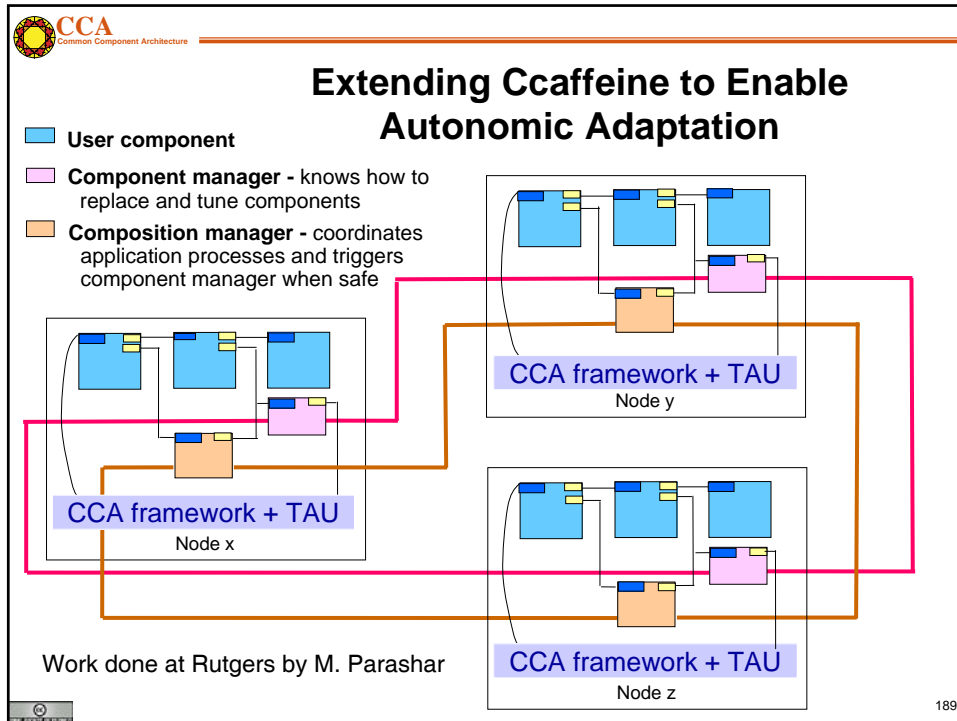 CCA
Common Component Architecture
Extending Ccaffeine to Enable
Autonomic Adaptation
User component
Component manager - knows how to
replace and tune components
Composition manager - coordinates
application processes and triggers
component manager when safe
CCA framework + TAU
Node y
CCA framework + TAU
Node x
CCA framework + TAU
Node z
Work done at Rutgers by M. Parashar
189